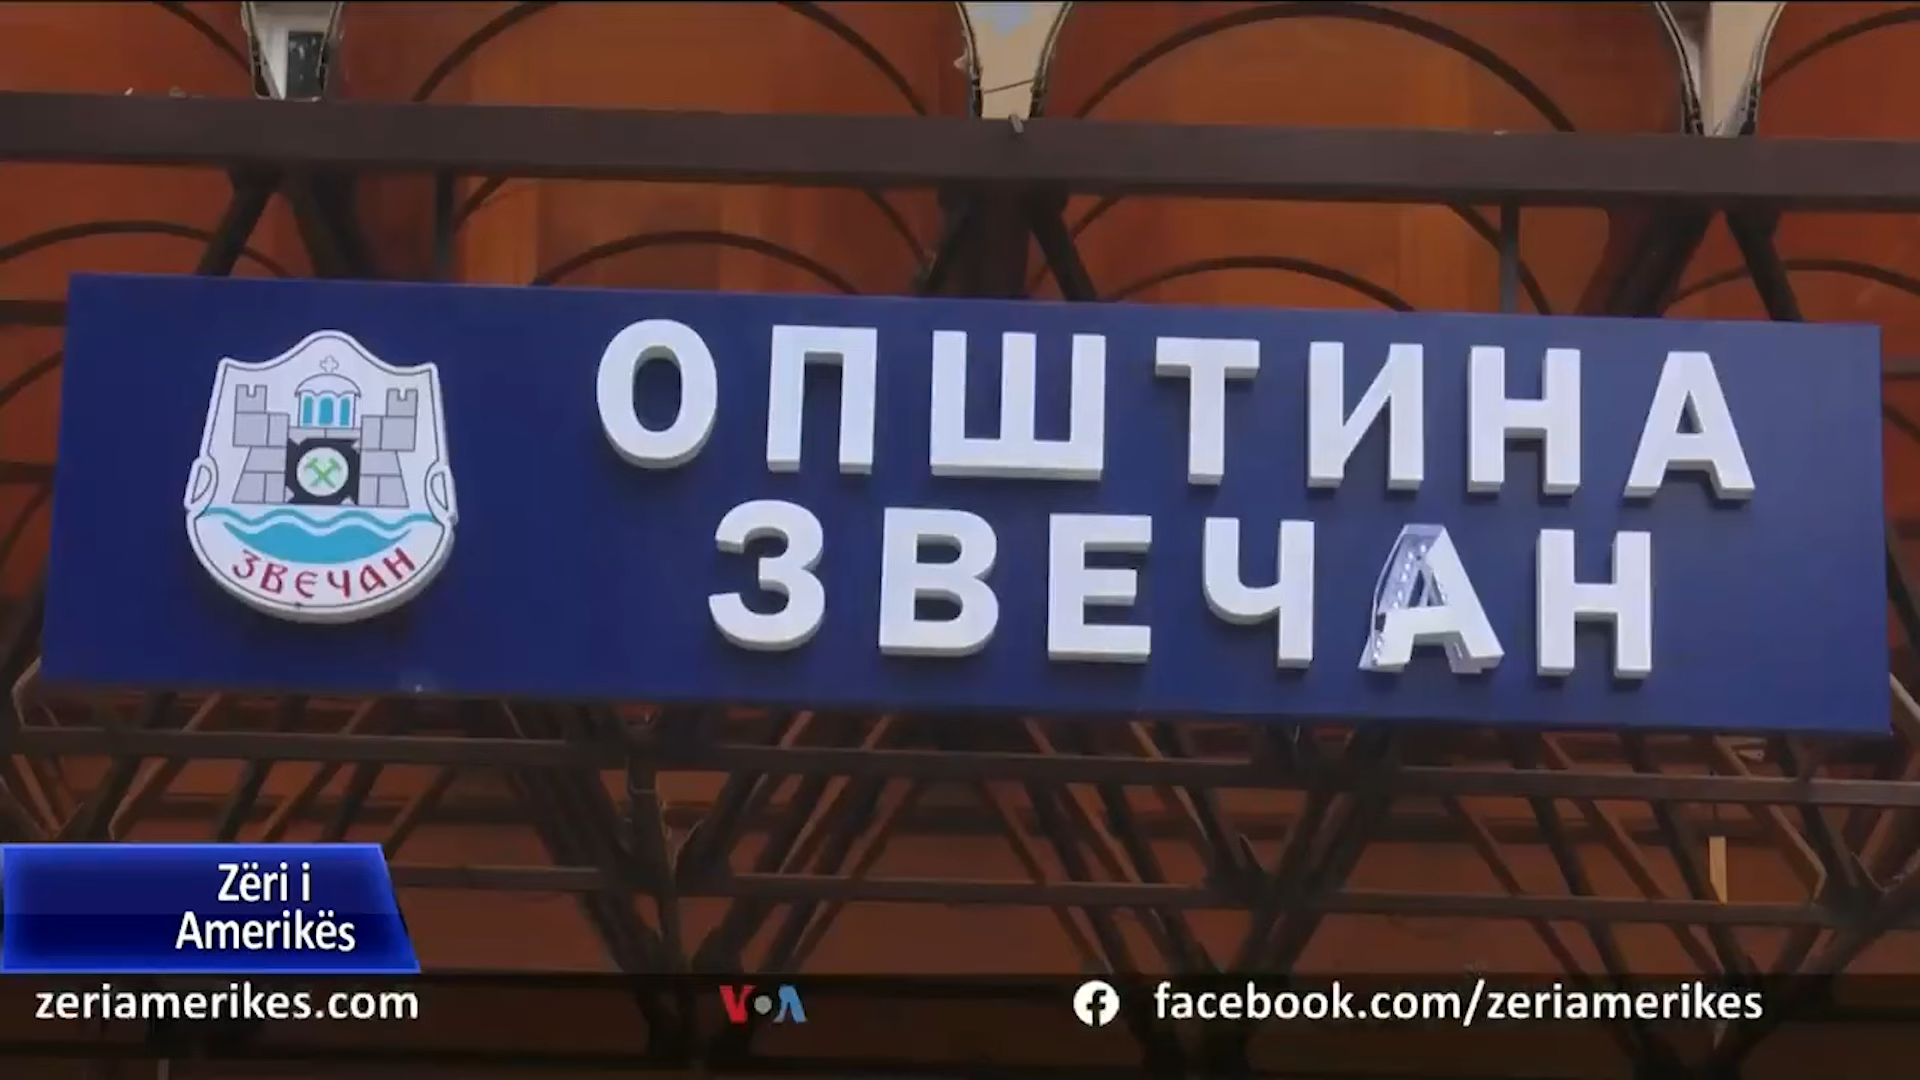 ОПШТИНА
ЗВЕЧАН
ЗВЕЧАН
Zëri i
Amerikës
zeriamerikes.com
VOA
facebook.com/zeriamerikes